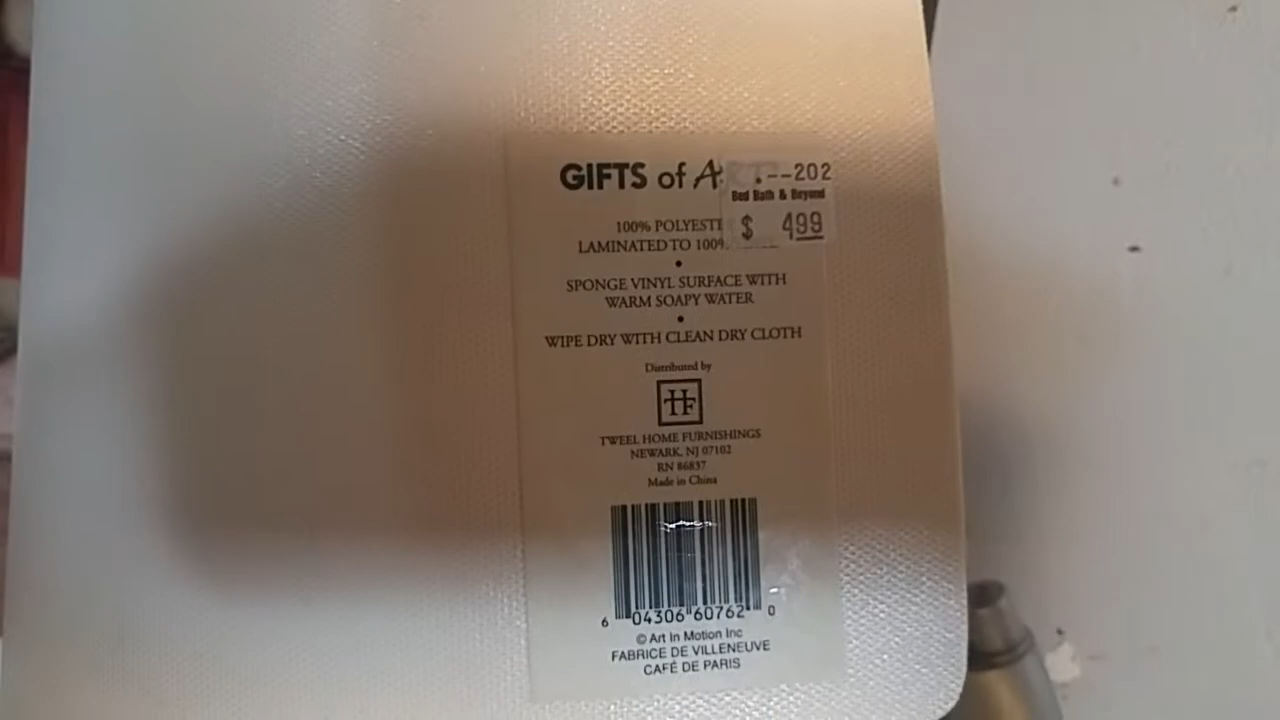 GIFTS of
--202
Bed Bath & Beyond
$ 499
100%
LAMINATED TO
•
SPONGE VINYL SURFACE WITH
WARM SOAPY WATER
•
WIPE DRY WITH CLEAN DRY CLOTH
Distributed by
HF
TWEEL HOME FURNISHINGS
NEWARK, NJ 07102
RN 86837
Made in China
6 04306 60762 0
© Art In Motion Inc
FABRICE DE VILLENEUVE
CAFÉ DE PARIS